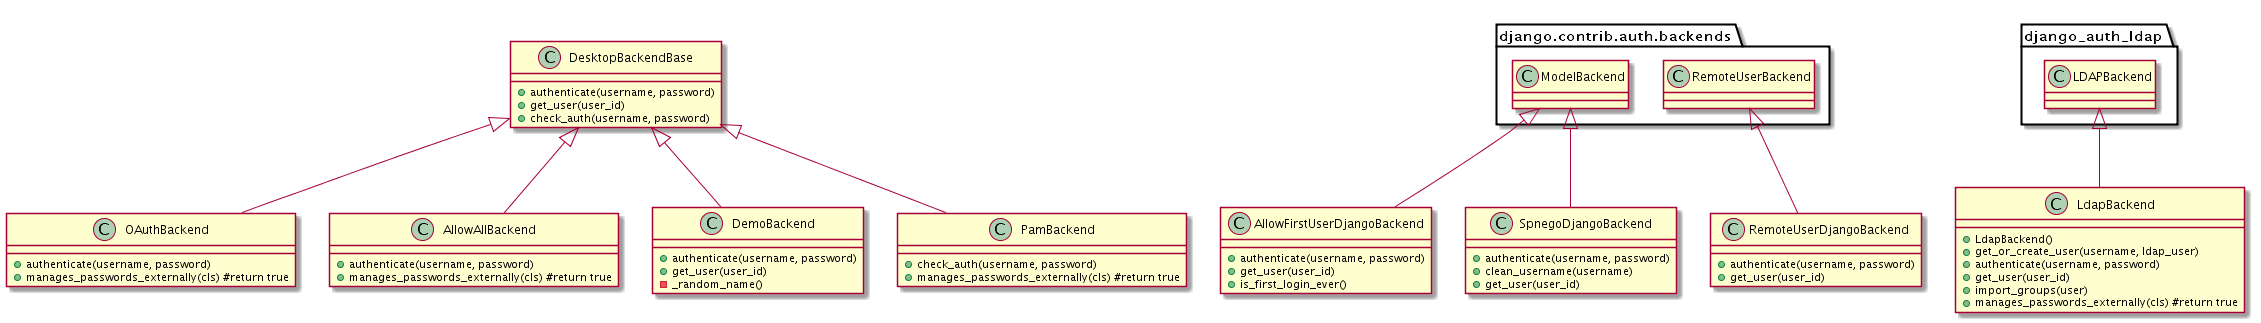 django.contrib.auth.backends
django_auth_ldap
C DesktopBackendBase
authenticate(username, password)
get_user(user_id)
check_auth(username, password)
C ModelBackend
C RemoteUserBackend
C LDAPBackend
C OAuthBackend
authenticate(username, password)
manages_passwords_externally(cls) #return true
C AllowAllBackend
authenticate(username, password)
manages_passwords_externally(cls) #return true
C DemoBackend
authenticate(username, password)
get_user(user_id)
_random_name()
C PamBackend
check_auth(username, password)
manages_passwords_externally(cls) #return true
C AllowFirstUserDjangoBackend
authenticate(username, password)
get_user(user_id)
is_first_login_ever()
C SpnegoDjangoBackend
authenticate(username, password)
clean_username(username)
get_user(user_id)
C RemoteUserDjangoBackend
authenticate(username, password)
get_user(user_id)
C LdapBackend
LdapBackend()
get_or_create_user(username, ldap_user)
authenticate(username, password)
get_user(user_id)
import_groups(user)
manages_passwords_externally(cls) #return true